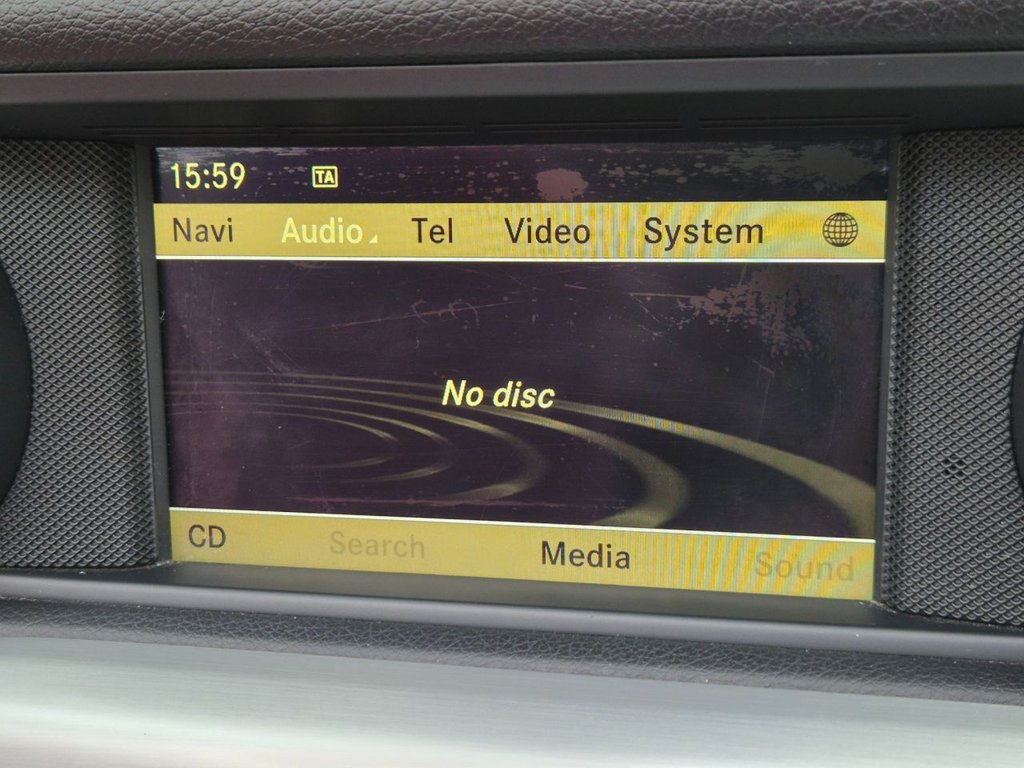 15:59 TA
Navi Audio Tel Video System
No disc
CD Search Media Sound